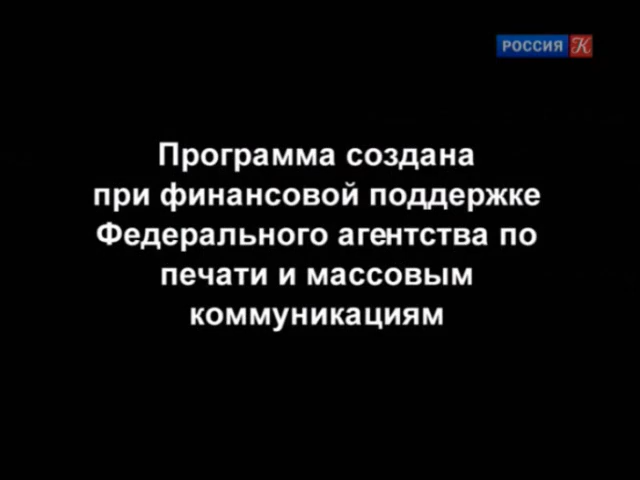 РОССИЯ К
Программа создана
при финансовой поддержке
Федерального агентства по
печати и массовым
коммуникациям